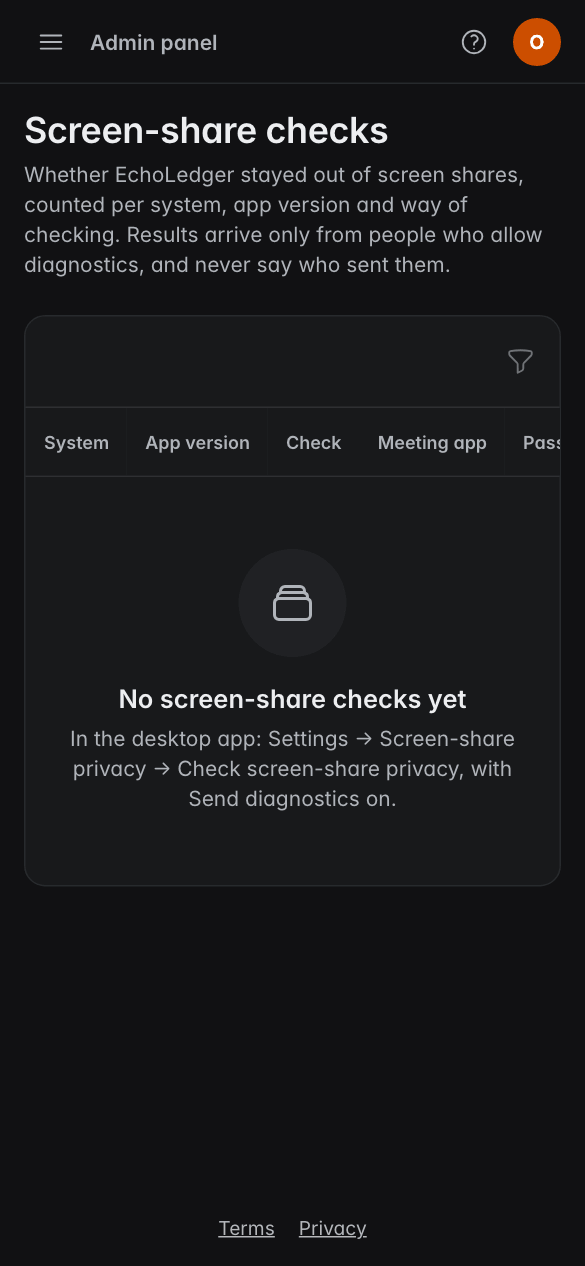 Admin panel
O
Screen-share checks
Whether EchoLedger stayed out of screen shares,
counted per system, app version and way of
checking. Results arrive only from people who allow
diagnostics, and never say who sent them.
System App version Check Meeting app Pass
No screen-share checks yet
In the desktop app: Settings → Screen-share
privacy → Check screen-share privacy, with
Send diagnostics on.
Terms Privacy